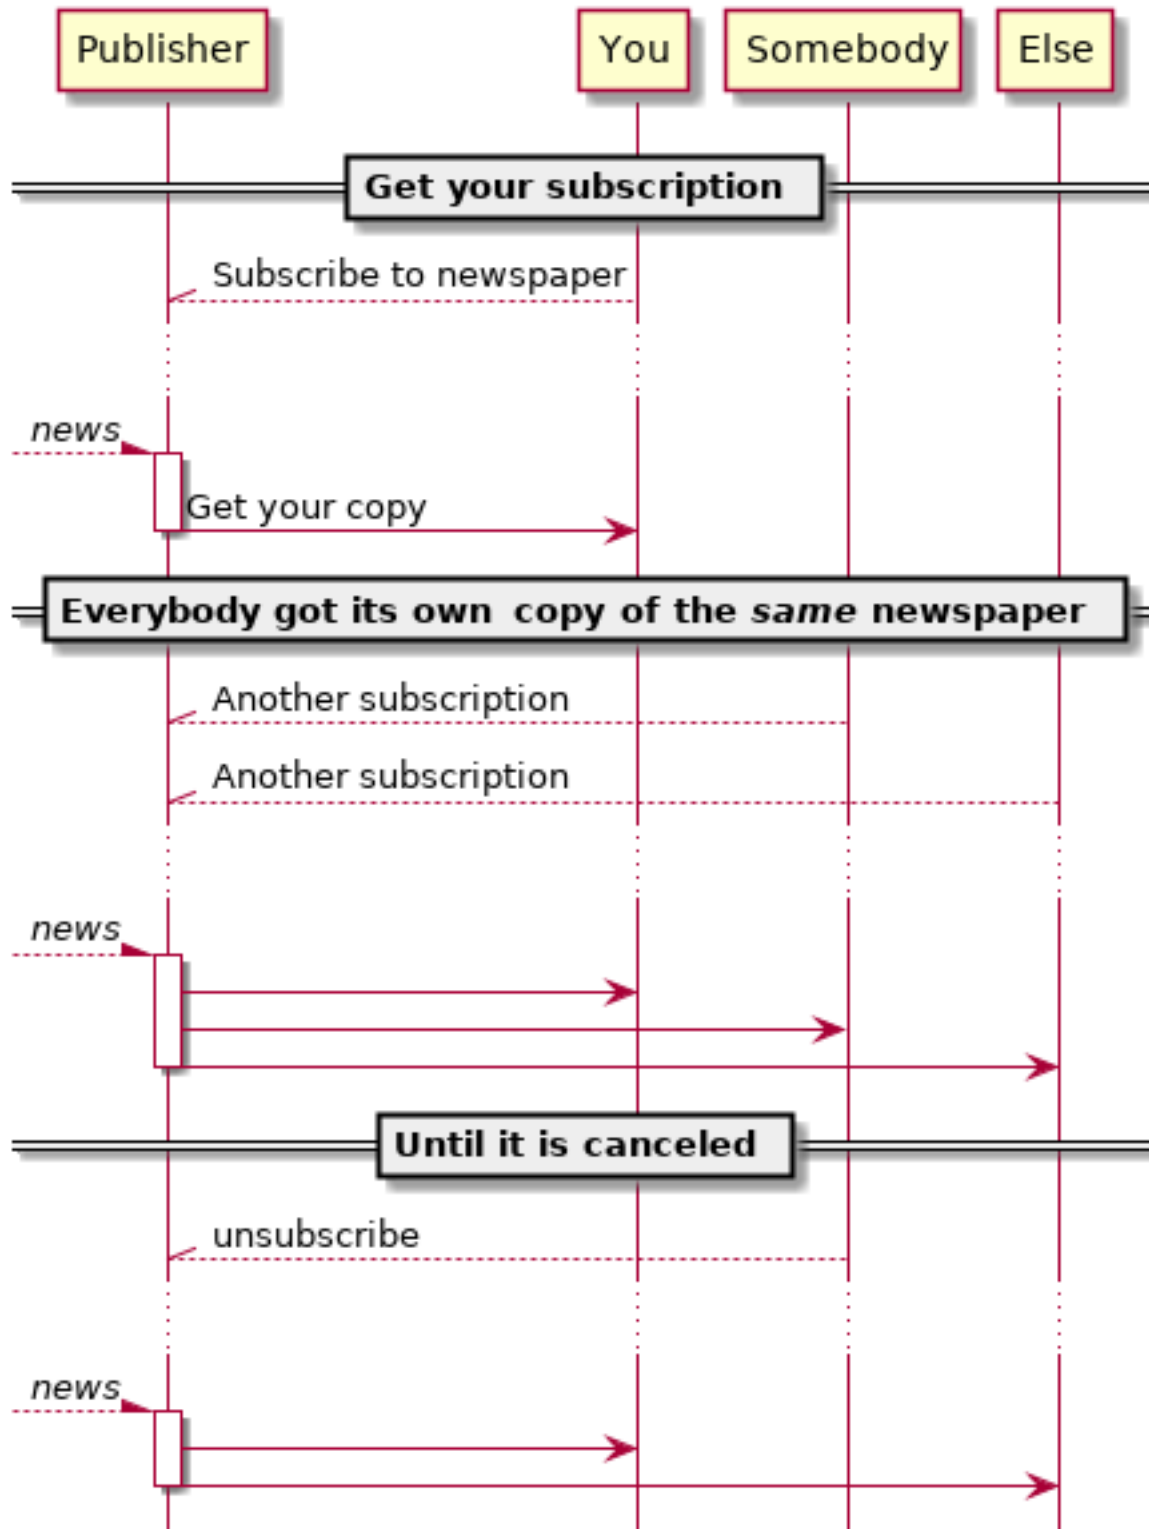 Publisher You Somebody Else
Get your subscription
Subscribe to newspaper
news
Get your copy
Everybody got its own copy of the same newspaper
Another subscription
Another subscription
news
Until it is canceled
unsubscribe
news